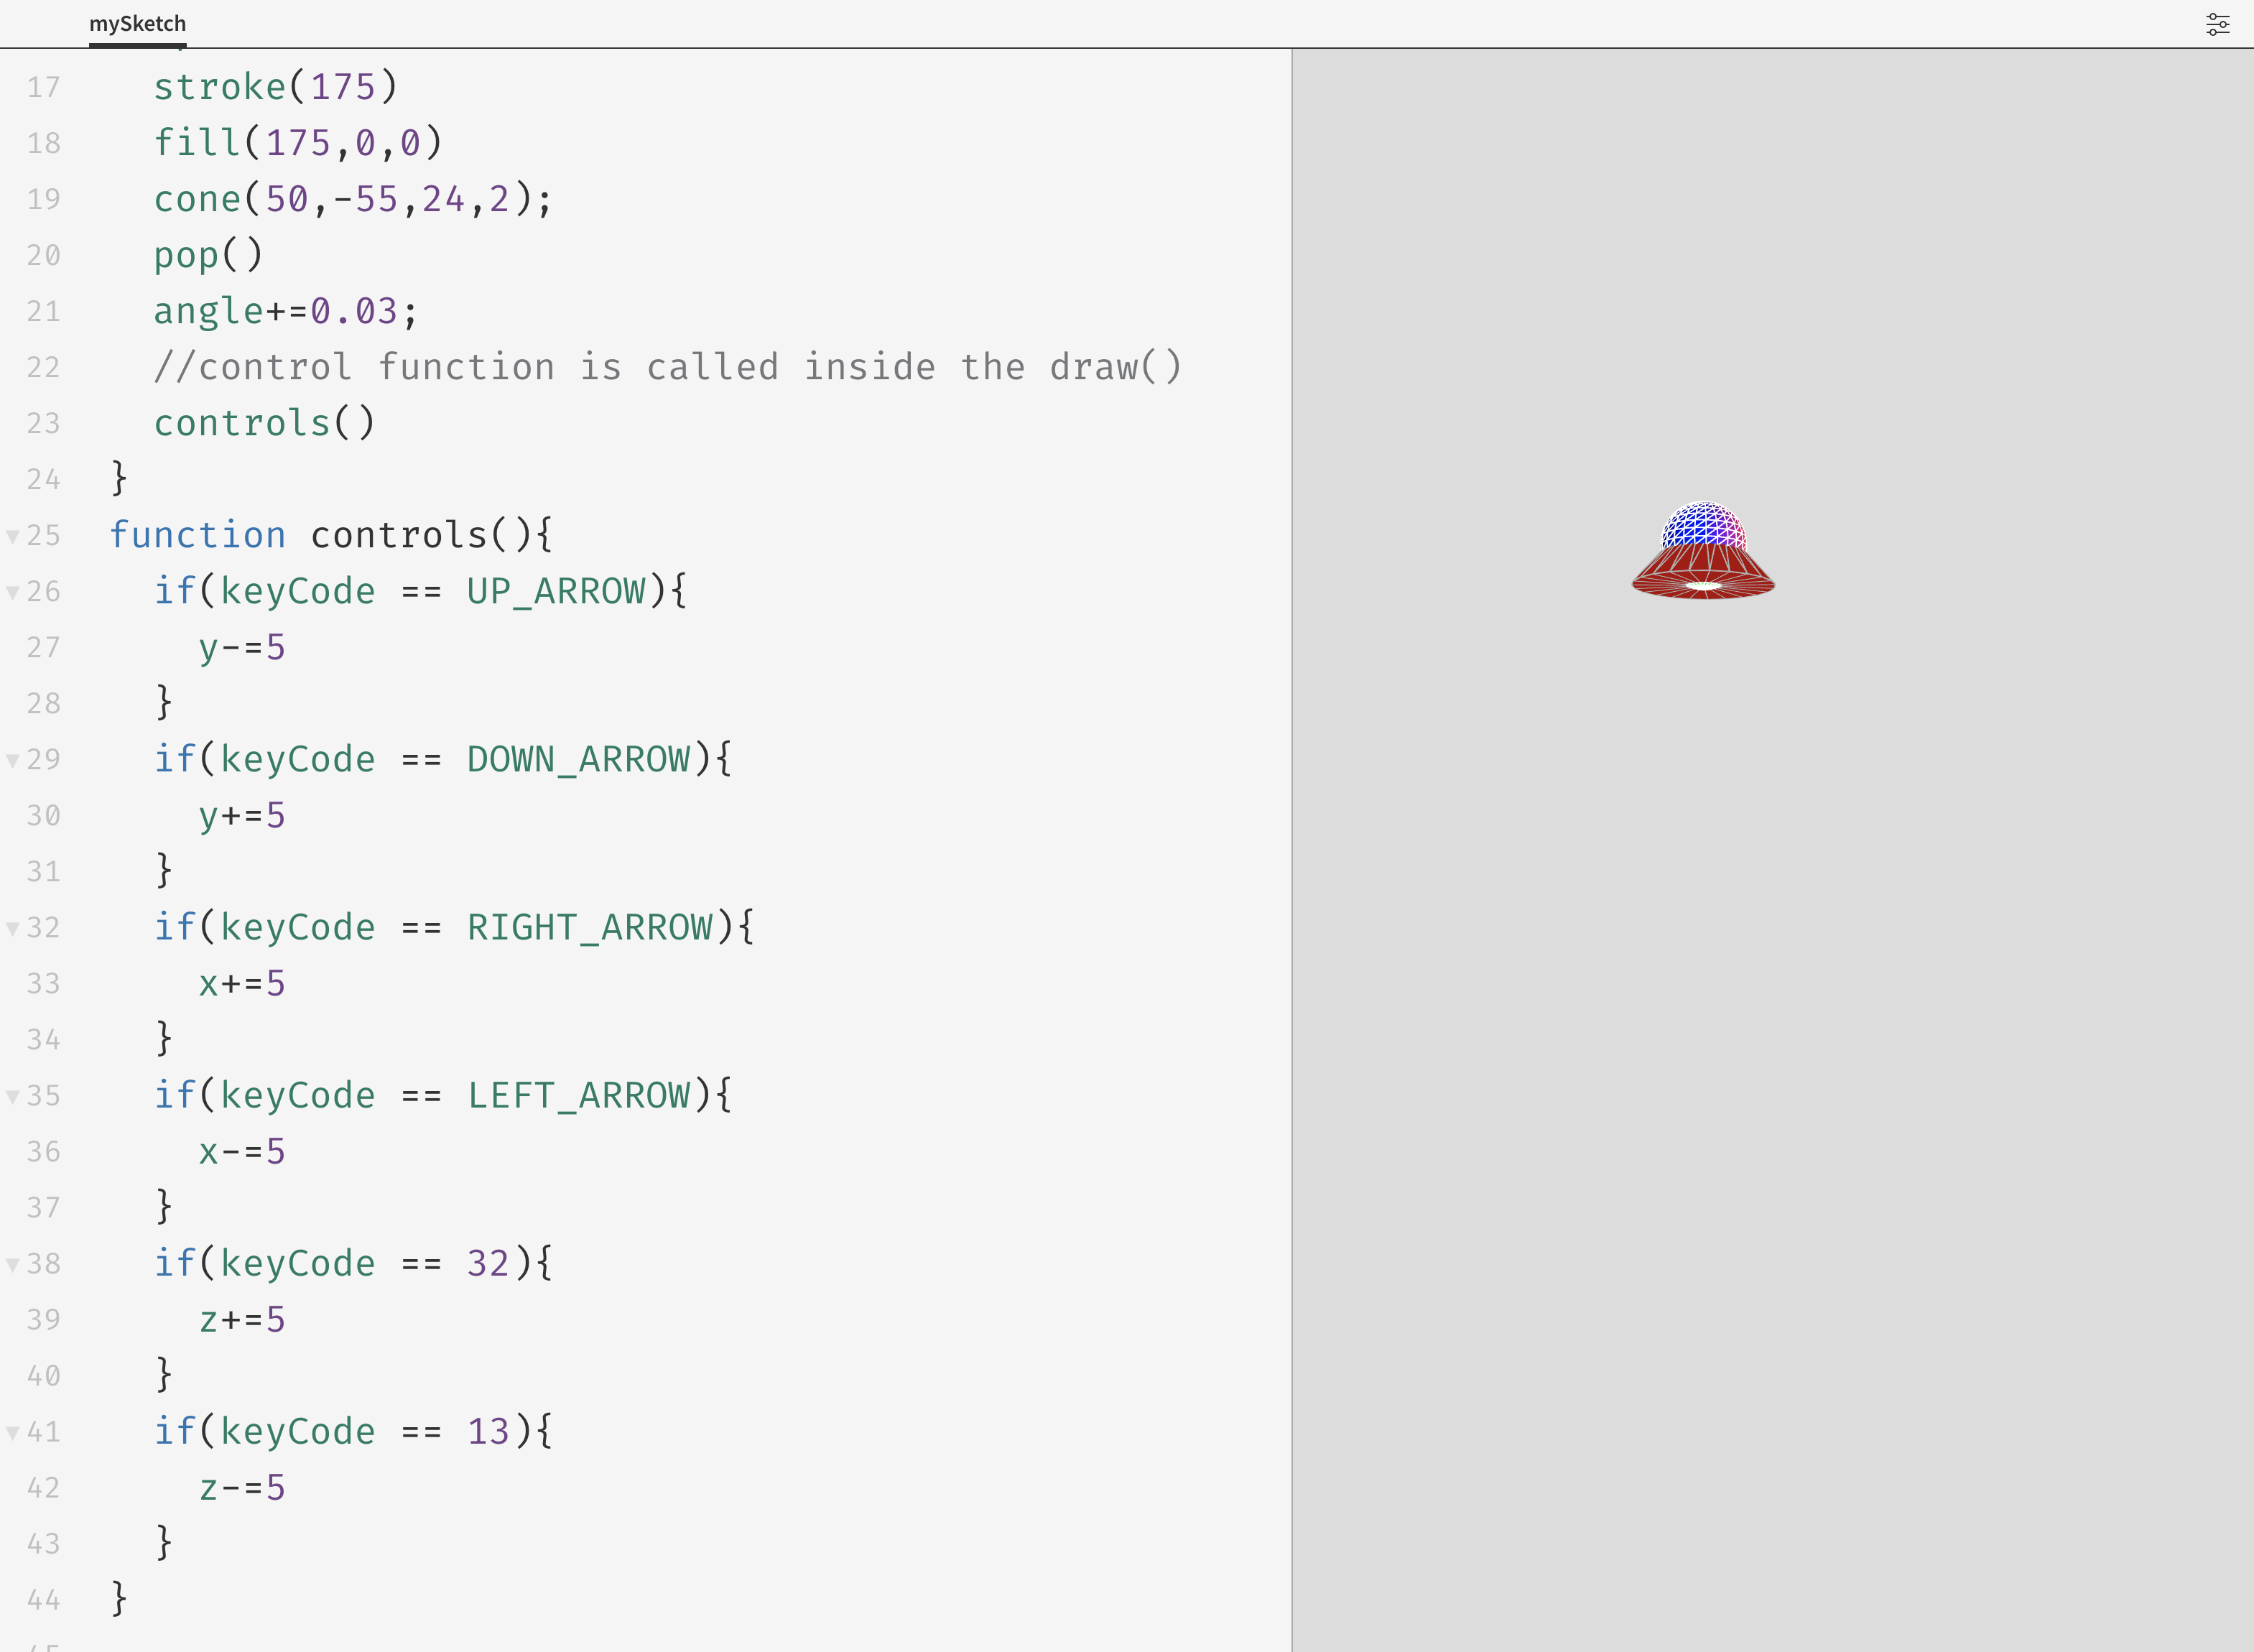 mySketch
17 stroke(175)
18 fill(175,0,0)
19 cone(50,-55,24,2);
20 pop()
21 angle+=0.03;
22 //control function is called inside the draw()
23 controls()
24 }
25 function controls(){
26 if(keyCode == UP_ARROW){
27 y-=5
28 }
29 if(keyCode == DOWN_ARROW){
30 y+=5
31 }
32 if(keyCode == RIGHT_ARROW){
33 x+=5
34 }
35 if(keyCode == LEFT_ARROW){
36 x-=5
37 }
38 if(keyCode == 32){
39 z+=5
40 }
41 if(keyCode == 13){
42 z-=5
43 }
44 }